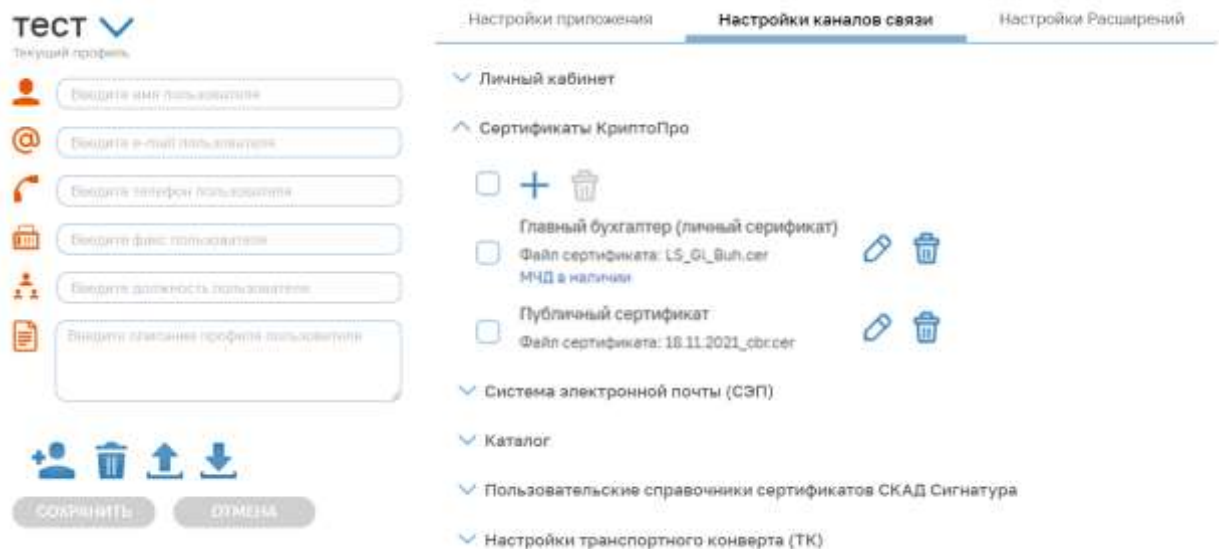 тест
Текущий профиль
Введите имя пользователя
Введите e-mail пользователя
Введите телефон пользователя
Введите факс пользователя
Введите должность пользователя
Введите описание профиля пользователя
СОХРАНИТЬ ОТМЕНА
Настройки приложения Настройки каналов связи Настройки Расширений
Личный кабинет
Сертификаты КриптоПро
Главный бухгалтер (личный серификат)
Файл сертификата: LS_Gl_Buh.cer
МЧД в наличии
Публичный сертификат
Файл сертификата: 18.11.2021_cbr.cer
Система электронной почты (СЭП)
Каталог
Пользовательские справочники сертификатов СКАД Сигнатура
Настройки транспортного конверта (ТК)